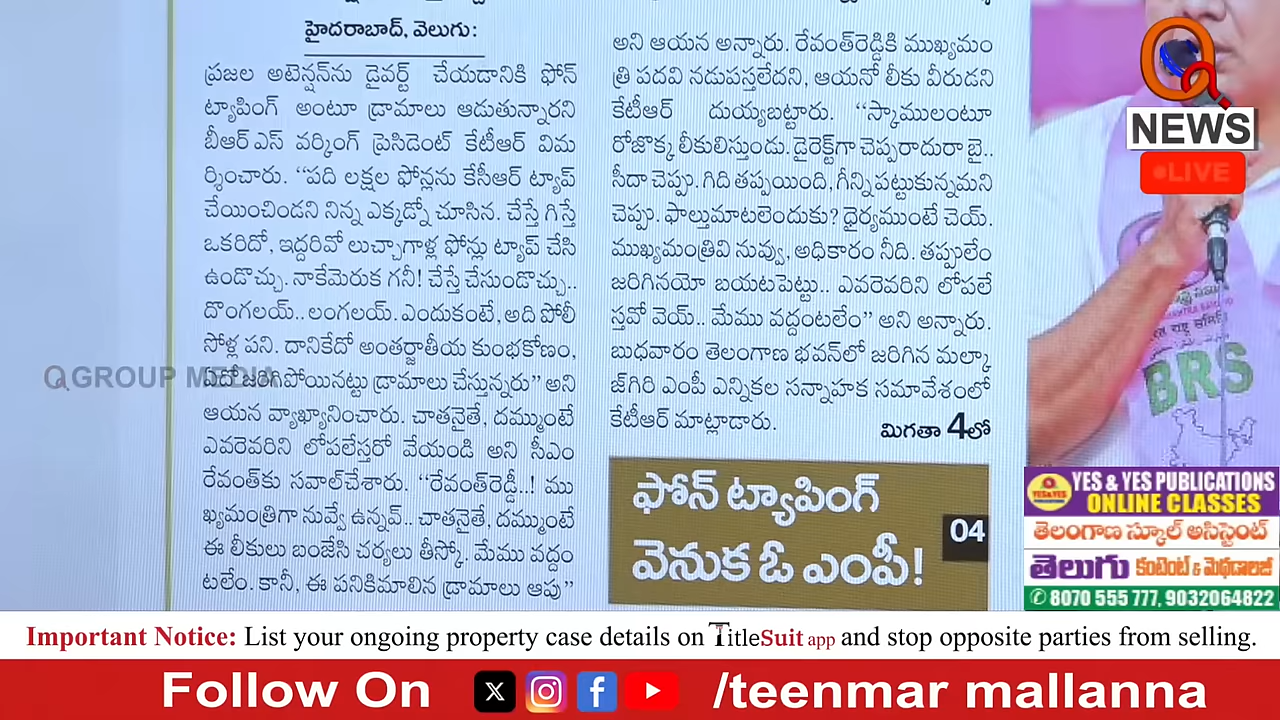 హైదరాబాద్, వెలుగు:
ప్రజల అటెన్షన్‌ను డైవర్ట్ చేయడానికి ఫోన్
ట్యాపింగ్ అంటూ డ్రామాలు ఆడుతున్నారని
బీఆర్ఎస్ వర్కింగ్ ప్రెసిడెంట్ కేటీఆర్ విమ
ర్శించారు. “పది లక్షల ఫోన్లను కేసీఆర్ ట్యాప్
చేయించిండని నిన్న ఎక్కడ్నో చూసిన. చేస్తే గిస్తే
ఒకరిదో, ఇద్దరివో లుచ్చాగాళ్ల ఫోన్లు ట్యాప్ చేసి
ఉండొచ్చు. నాకేమెరుక గనీ! చేస్తే చేసుండొచ్చు..
దొంగలయ్.. లంగలయ్. ఎందుకంటే, అది పోలీ
సోళ్ల పని. దానికేదో అంతర్జాతీయ కుంభకోణం,
ఏదో జరిగిపోయినట్టు డ్రామాలు చేస్తున్నరు” అని
ఆయన వ్యాఖ్యానించారు. చాతనైతే, దమ్ముంటే
ఎవరెవరిని లోపలేస్తరో వేయండి అని సీఎం
రేవంత్‌కు సవాల్‌చేశారు. “రేవంత్‌రెడ్డీ..! ము
ఖ్యమంత్రిగా నువ్వే ఉన్నవ్.. చాతనైతే, దమ్ముంటే
ఈ లీకులు బంజేసి చర్యలు తీస్కో. మేము వద్దం
టలేం. కానీ, ఈ పనికిమాలిన డ్రామాలు ఆపు”
అని ఆయన అన్నారు. రేవంత్‌రెడ్డికి ముఖ్యమం
త్రి పదవి నడుపస్తలేదని, ఆయనో లీకు వీరుడని
కేటీఆర్ దుయ్యబట్టారు. “స్కాములంటూ
రోజొక్క లీకులిస్తుండు. డైరెక్ట్‌గా చెప్పరాదురా బై..
సీదా చెప్పు. గిది తప్పయింది, గీన్ని పట్టుకున్నమని
చెప్పు. ఫాల్తుమాటలెందుకు? ధైర్యముంటే చెయ్.
ముఖ్యమంత్రివి నువ్వు, అధికారం నీది. తప్పులేం
జరిగినయో బయటపెట్టు.. ఎవరెవరిని లోపలే
స్తవో వెయ్.. మేము వద్దంటలేం” అని అన్నారు.
బుధవారం తెలంగాణ భవన్‌లో జరిగిన మల్కా
జ్‌గిరి ఎంపీ ఎన్నికల సన్నాహక సమావేశంలో
కేటీఆర్ మాట్లాడారు.
మిగతా 4లో
ఫోన్ ట్యాపింగ్
వెనుక ఓ ఎంపీ!
04
QGROUP MEDIA
Q
NEWS
LIVE
BRS
YES & YES PUBLICATIONS
ONLINE CLASSES
YES&YES
తెలంగాణ స్కూల్ అసిస్టెంట్
తెలుగు కంటెంట్ & మెథడాలజీ
8070 555 777, 9032064822
Important Notice: List your ongoing property case details on TitleSuit app and stop opposite parties from selling.
Follow On X f /teenmar mallanna